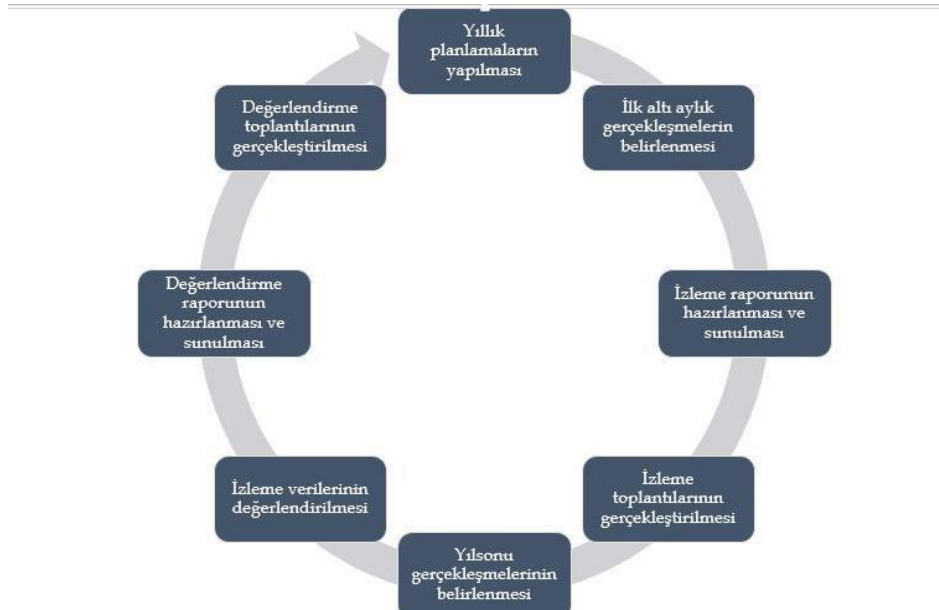 Yıllık
planlamaların
yapılması
İlk altı aylık
gerçekleşmelerin
belirlenmesi
İzleme raporunun
hazırlanması ve
sunulması
İzleme
toplantılarının
gerçekleştirilmesi
Yılsonu
gerçekleşmelerinin
belirlenmesi
İzleme verilerinin
değerlendirilmesi
Değerlendirme
raporunun
hazırlanması ve
sunulması
Değerlendirme
toplantılarının
gerçekleştirilmesi